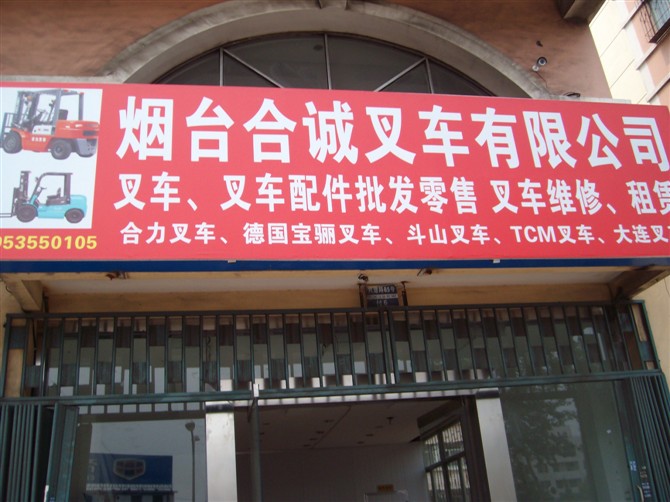 烟台合诚叉车有限公司
叉车、叉车配件批发零售 叉车维修、租赁
合力叉车、德国宝骊叉车、斗山叉车、TCM叉车、大连叉
953550105